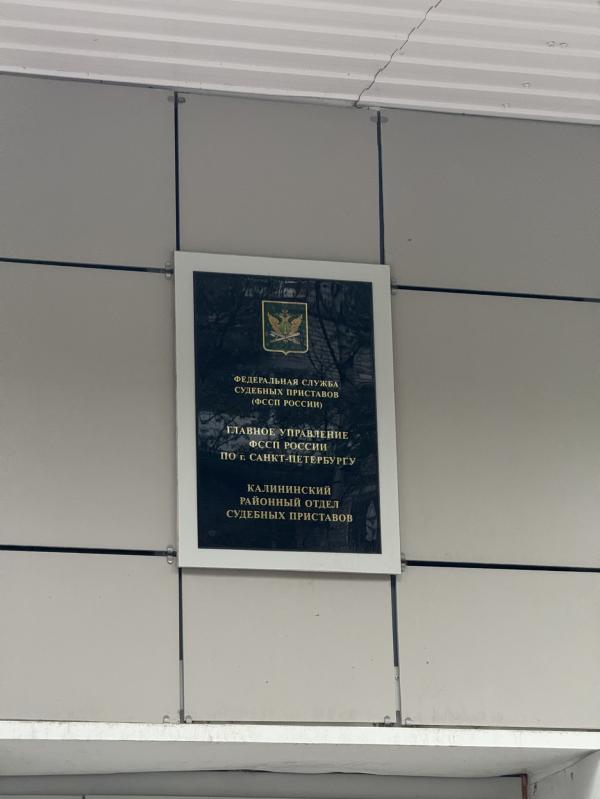 ФЕДЕРАЛЬНАЯ СЛУЖБА
СУДЕБНЫХ ПРИСТАВОВ
(ФССП РОССИИ)
ГЛАВНОЕ УПРАВЛЕНИЕ
ФССП РОССИИ
ПО г. САНКТ-ПЕТЕРБУРГУ
КАЛИНИНСКИЙ
РАЙОННЫЙ ОТДЕЛ
СУДЕБНЫХ ПРИСТАВОВ